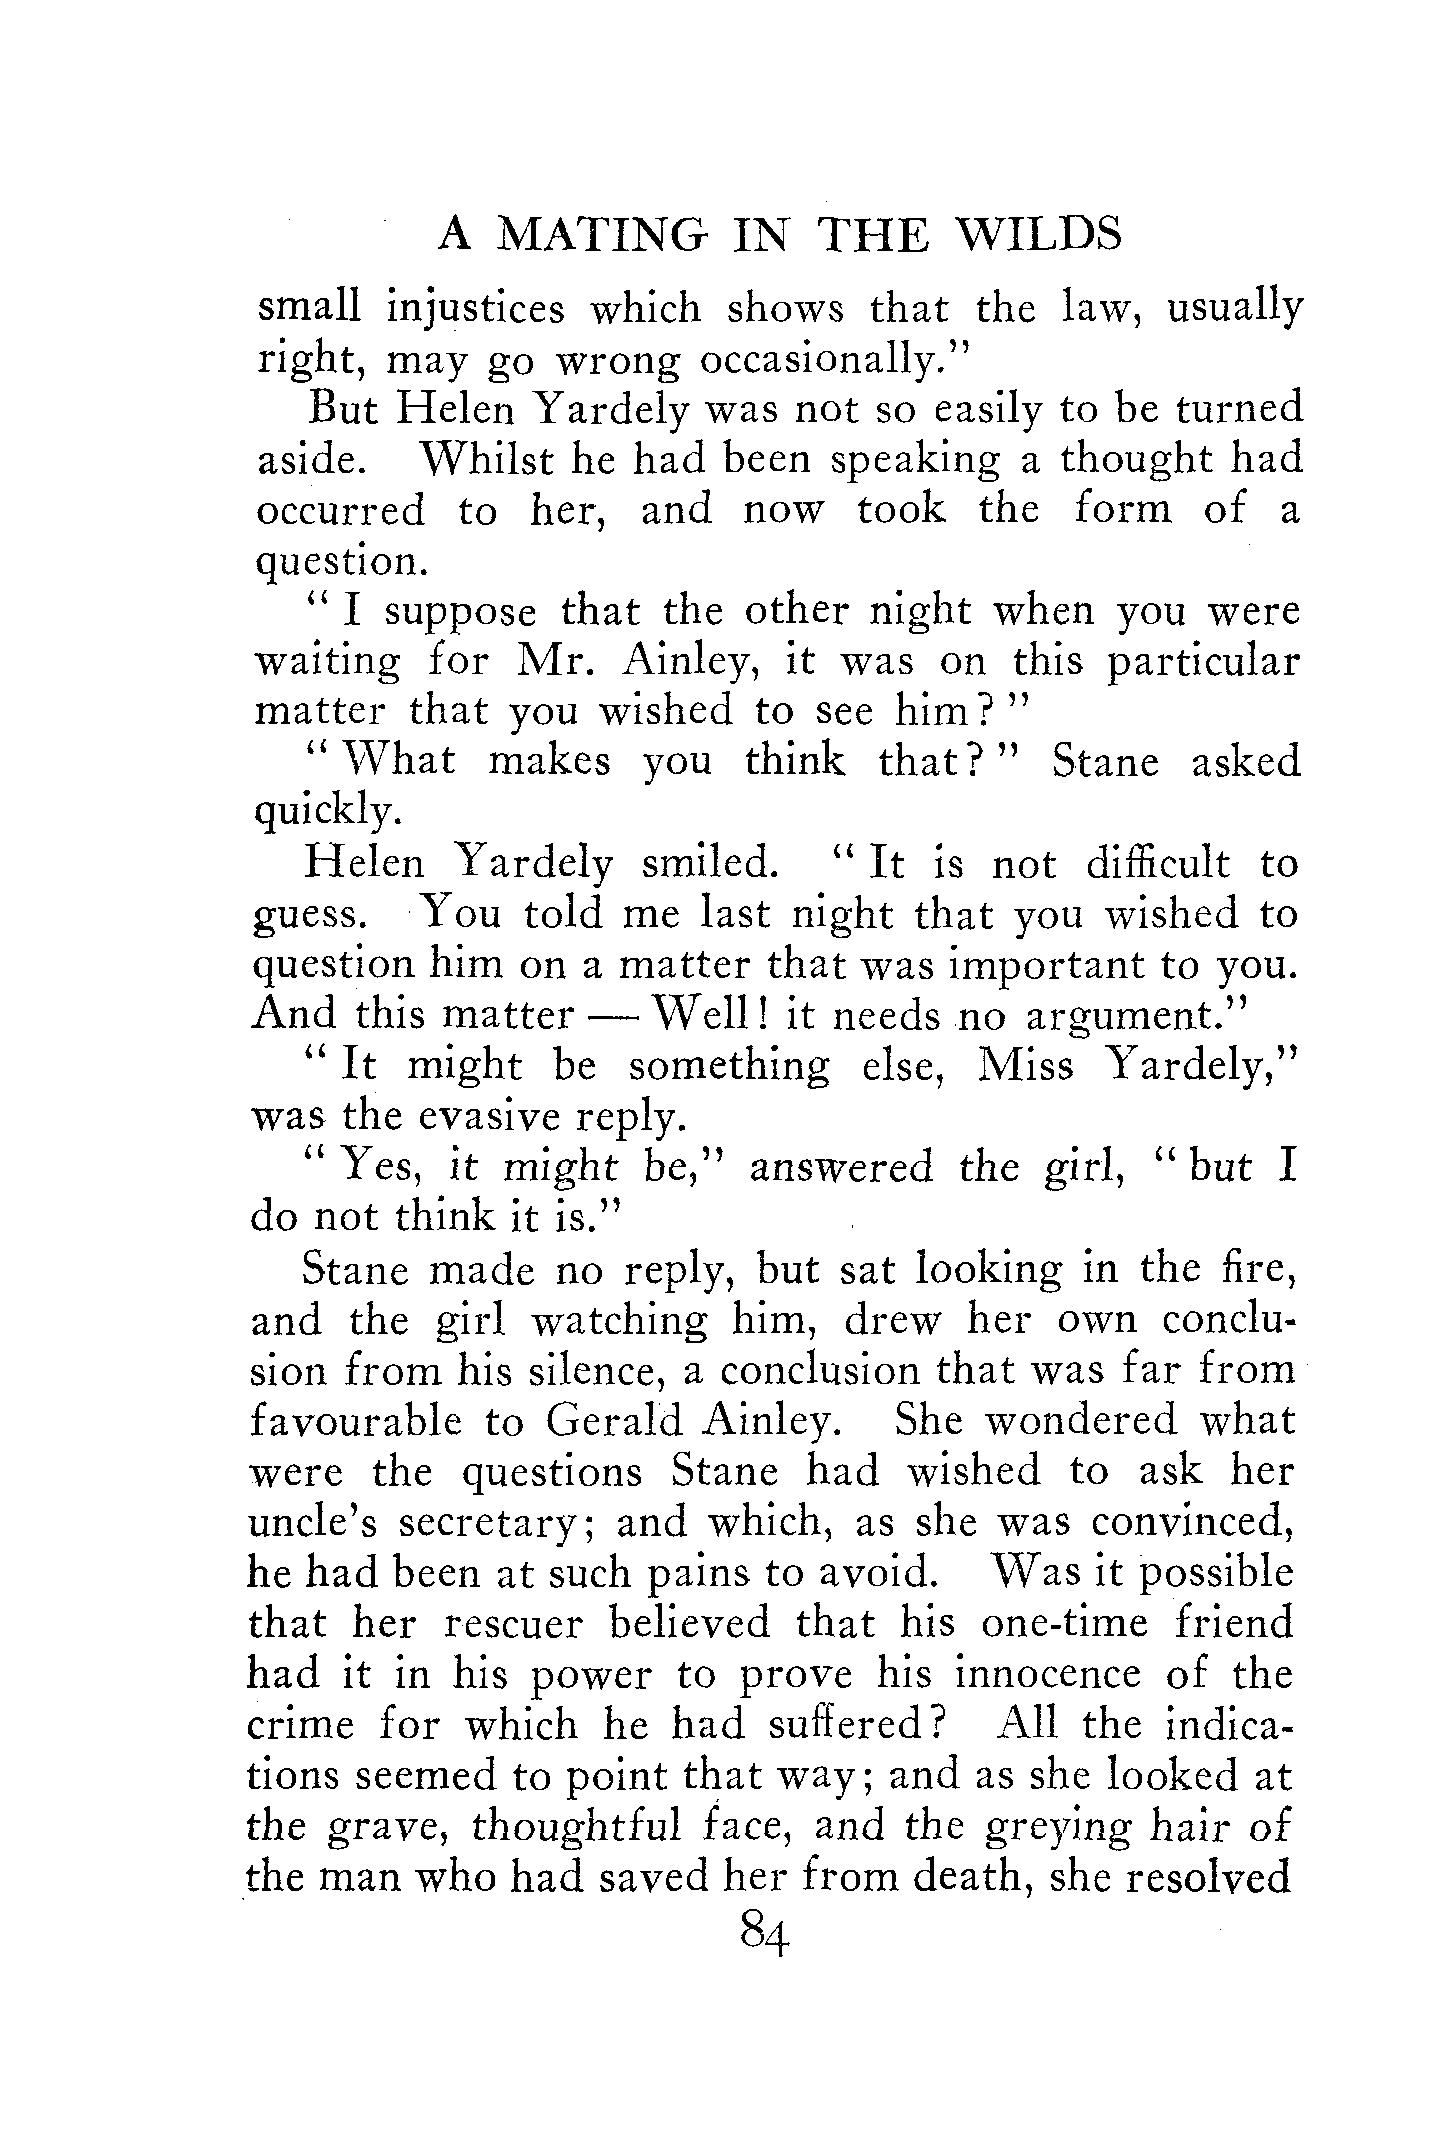 A MATING IN THE WILDS
small injustices which shows that the law, usually
right, may go wrong occasionally."
But Helen Yardely was not so easily to be turned
aside. Whilst he had been speaking a thought had
occurred to her, and now took the form of a
question.
" I suppose that the other night when you were
waiting for Mr. Ainley, it was on this particular
matter that you wished to see him? "
" What makes you think that? " Stane asked
quickly.
Helen Yardely smiled. " It is not difficult to
guess. You told me last night that you wished to
question him on a matter that was important to you.
And this matter — Well! it needs no argument."
" It might be something else, Miss Yardely,"
was the evasive reply.
" Yes, it might be," answered the girl, " but I
do not think it is."
Stane made no reply, but sat looking in the fire,
and the girl watching him, drew her own conclu-
sion from his silence, a conclusion that was far from
favourable to Gerald Ainley. She wondered what
were the questions Stane had wished to ask her
uncle's secretary; and which, as she was convinced,
he had been at such pains to avoid. Was it possible
that her rescuer believed that his one-time friend
had it in his power to prove his innocence of the
crime for which he had suffered? All the indica-
tions seemed to point that way; and as she looked at
the grave, thoughtful face, and the greying hair of
the man who had saved her from death, she resolved
84